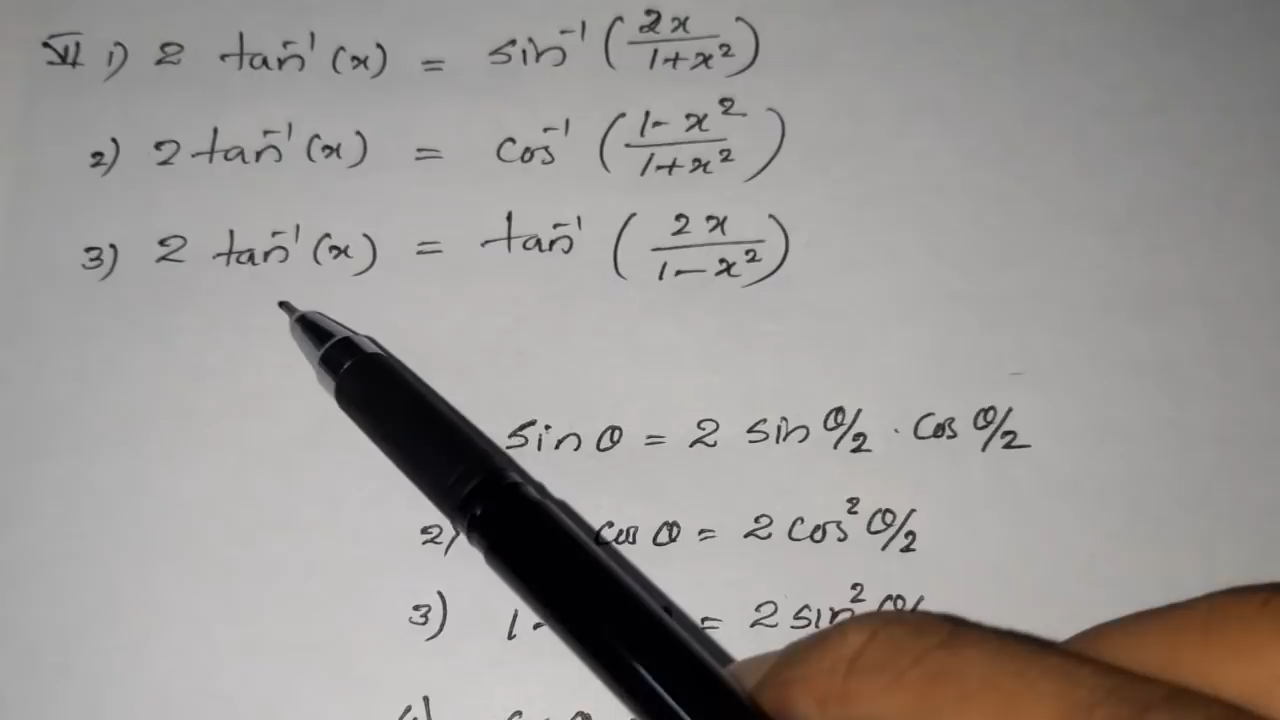 VI 1) 2 tan⁻¹(x) = sin⁻¹(2x/1+x²)
2) 2 tan⁻¹(x) = cos⁻¹(1-x²/1+x²)
3) 2 tan⁻¹(x) = tan⁻¹(2x/1-x²)
sin θ = 2 sin θ/2 . cos θ/2
2) cos θ = 2 cos² θ/2
3) 1- = 2 sin² θ/